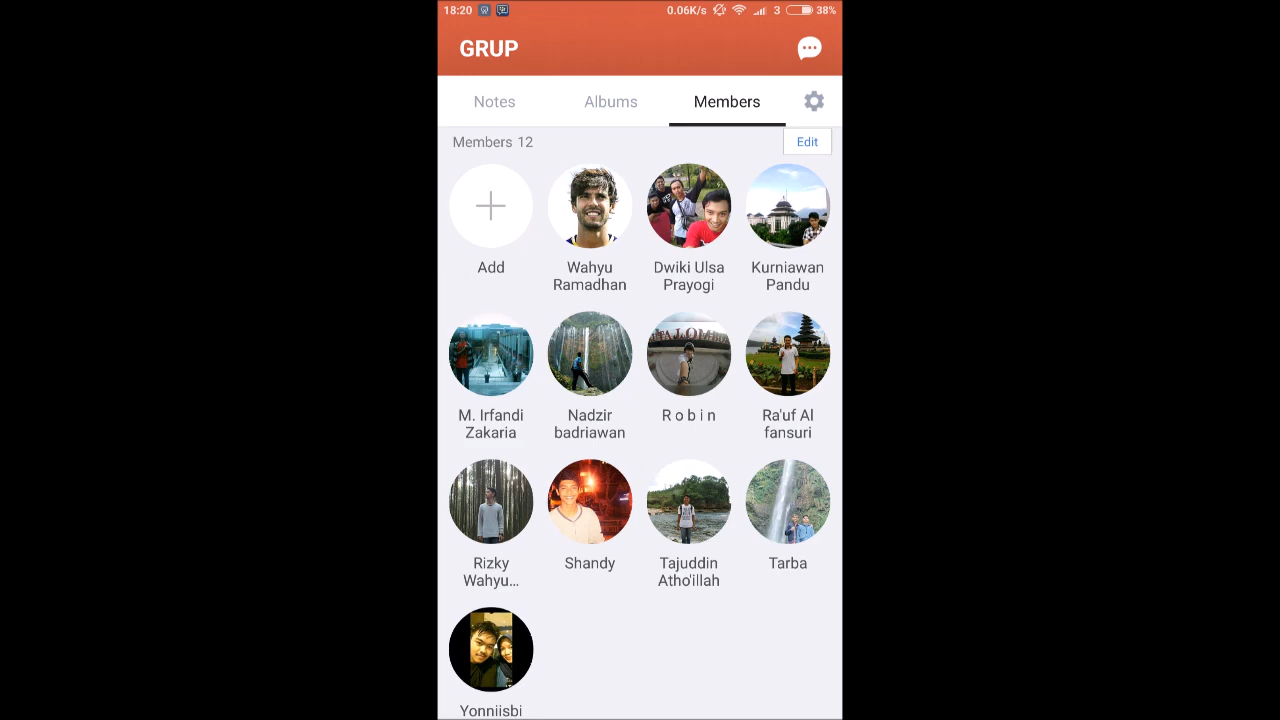 18:20 0.06K/s 3 38%
GRUP
Notes Albums Members
Members 12 Edit
Add Wahyu Dwiki Ulsa Kurniawan
Ramadhan Prayogi Pandu
M. Irfandi Nadzir R o b i n Ra'uf Al
Zakaria badriawan fansuri
Rizky Shandy Tajuddin Tarba
Wahyu... Atho'illah
Yonniisbi